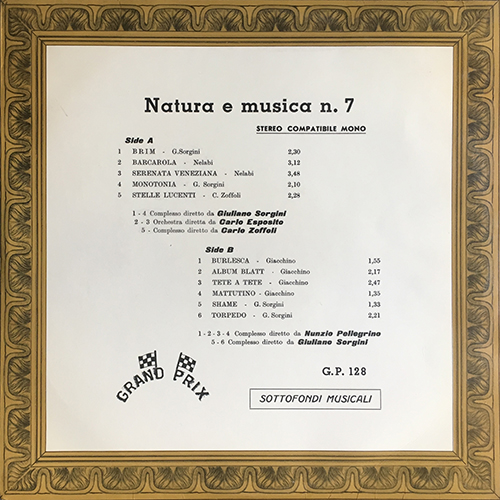 Natura e musica n. 7
STEREO COMPATIBILE MONO
Side A
1 BRIM - G.Sorgini 2,30
2 BARCAROLA - Nelabi 3,12
3 SERENATA VENEZIANA - Nelabi 3,48
4 MONOTONIA - G. Sorgini 2,10
5 STELLE LUCENTI - C. Zoffoli 2,28
1 - 4 Complesso diretto da Giuliano Sorgini
2 - 3 Orchestra diretta da Carlo Esposito
5 - Complesso diretto da Carlo Zoffoli
Side B
1 BURLESCA - Giacchino 1,55
2 ALBUM BLATT - Giacchino 2,17
3 TETE A TETE - Giacchino 2,47
4 MATTUTINO - Giacchino 1,35
5 SHAME - G. Sorgini 1,33
6 TORPEDO - G. Sorgini 2,21
1 - 2 - 3 - 4 Complesso diretto da Nunzio Pellegrino
5 - 6 Complesso diretto da Giuliano Sorgini
GRAND PRIX
G.P. 128
SOTTOFONDI MUSICALI